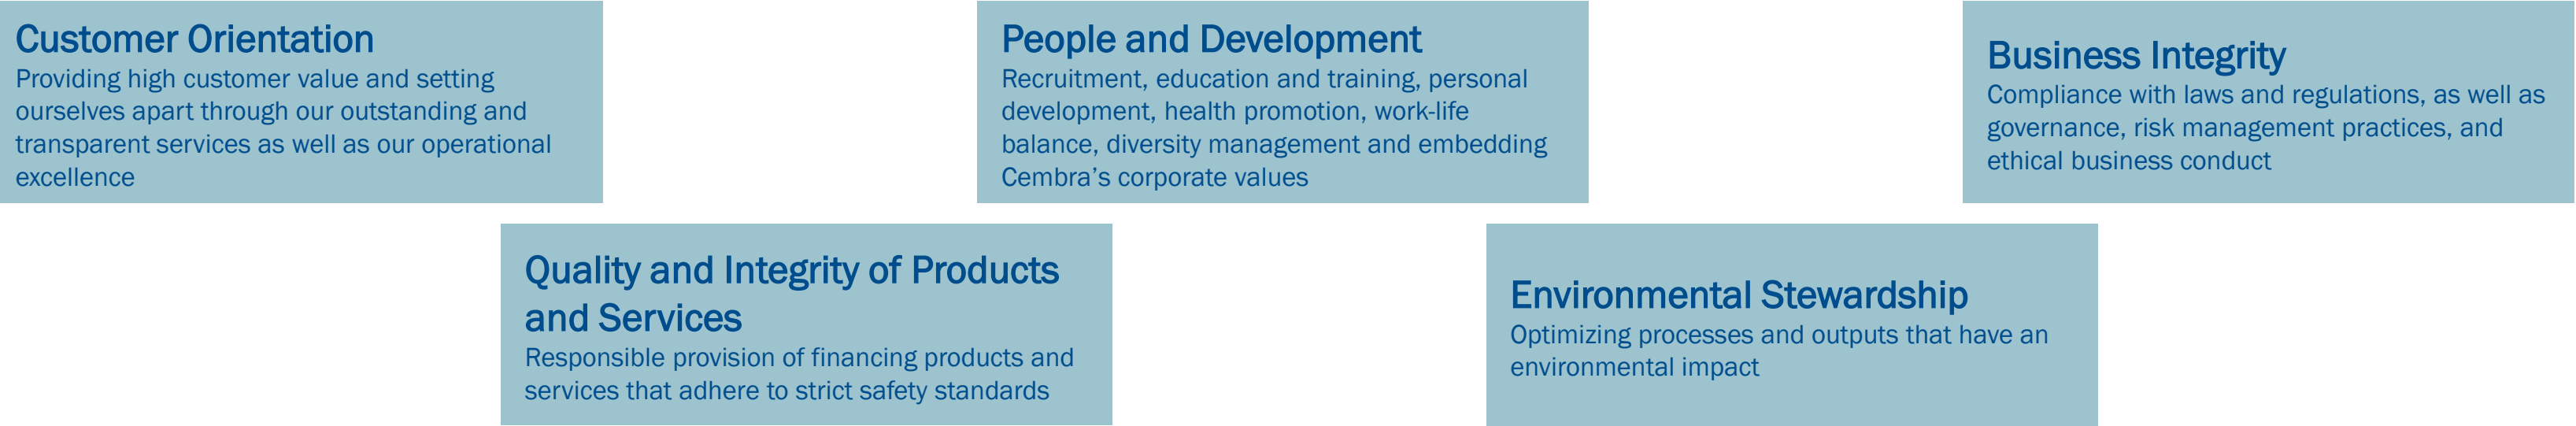 Customer Orientation
Providing high customer value and setting
ourselves apart through our outstanding and
transparent services as well as our operational
excellence
Quality and Integrity of Products
and Services
Responsible provision of financing products and
services that adhere to strict safety standards
People and Development
Recruitment, education and training, personal
development, health promotion, work-life
balance, diversity management and embedding
Cembra’s corporate values
Environmental Stewardship
Optimizing processes and outputs that have an
environmental impact
Business Integrity
Compliance with laws and regulations, as well as
governance, risk management practices, and
ethical business conduct